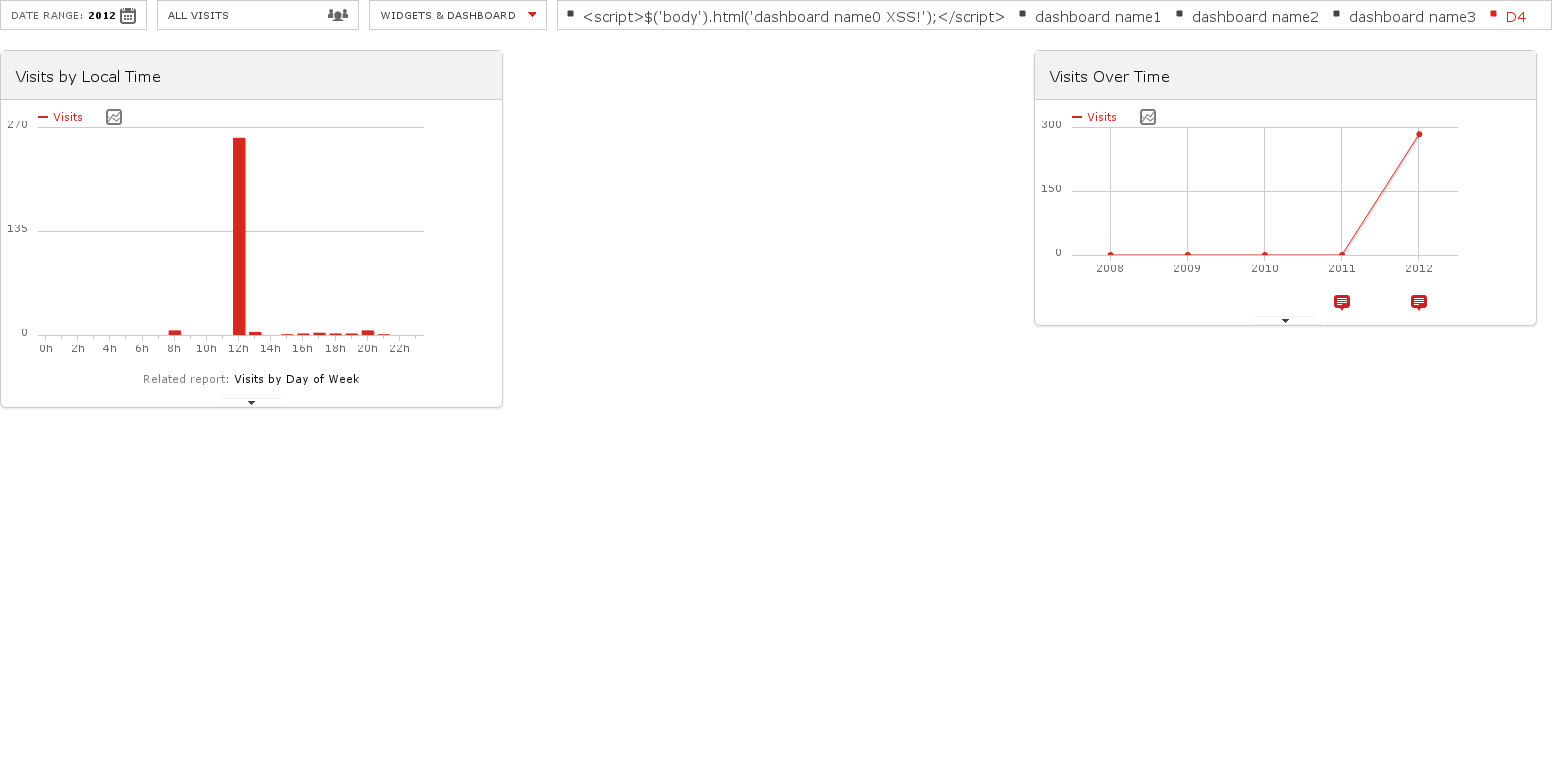 DATE RANGE: 2012
ALL VISITS
WIDGETS & DASHBOARD
<script>$('body').html('dashboard name0 XSS!');</script>
dashboard name1
dashboard name2
dashboard name3
D4
Visits by Local Time
Visits
270
135
0
0h 2h 4h 6h 8h 10h 12h 14h 16h 18h 20h 22h
Related report: Visits by Day of Week
Visits Over Time
Visits
300
150
0
2008 2009 2010 2011 2012